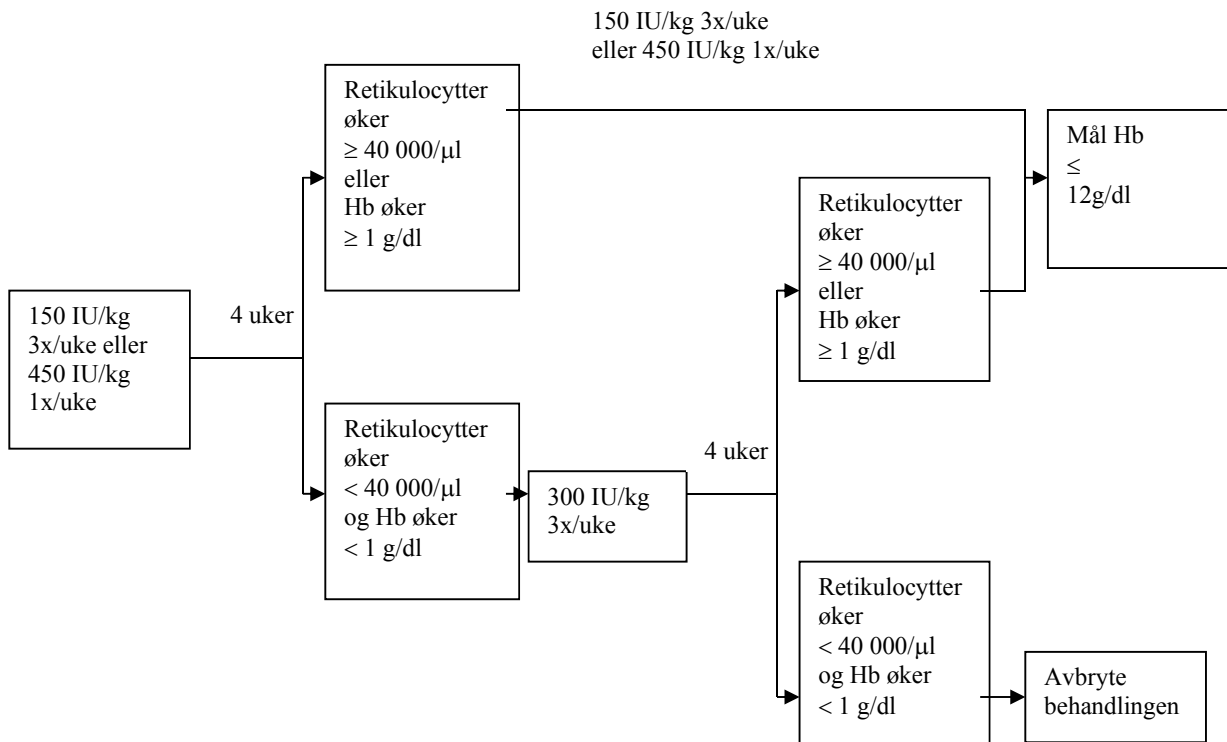 150 IU/kg 3x/uke
eller 450 IU/kg 1x/uke
Retikulocytter
øker
≥ 40 000/μl
eller
Hb øker
≥ 1 g/dl
Mål Hb
≤
12g/dl
Retikulocytter
øker
≥ 40 000/μl
eller
Hb øker
≥ 1 g/dl
150 IU/kg
3x/uke eller
450 IU/kg
1x/uke
4 uker
Retikulocytter
øker
< 40 000/μl
og Hb øker
< 1 g/dl
300 IU/kg
3x/uke
4 uker
Retikulocytter
øker
< 40 000/μl
og Hb øker
< 1 g/dl
Avbryte
behandlingen